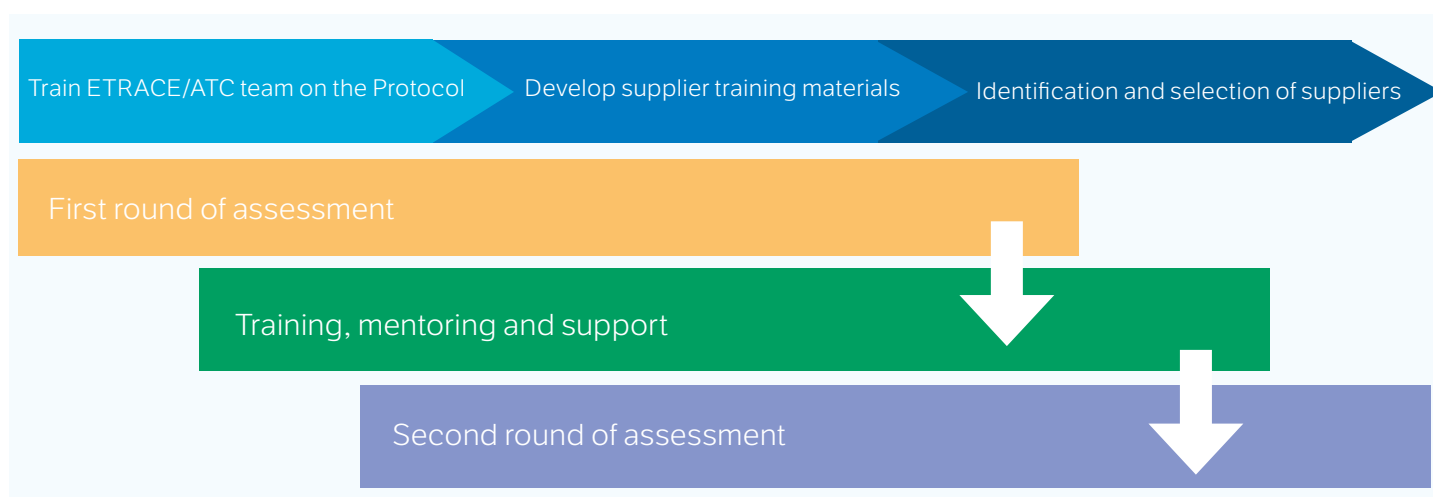 Train ETRACE/ATC team on the Protocol
Develop supplier training materials
Identification and selection of suppliers
First round of assessment
Training, mentoring and support
Second round of assessment